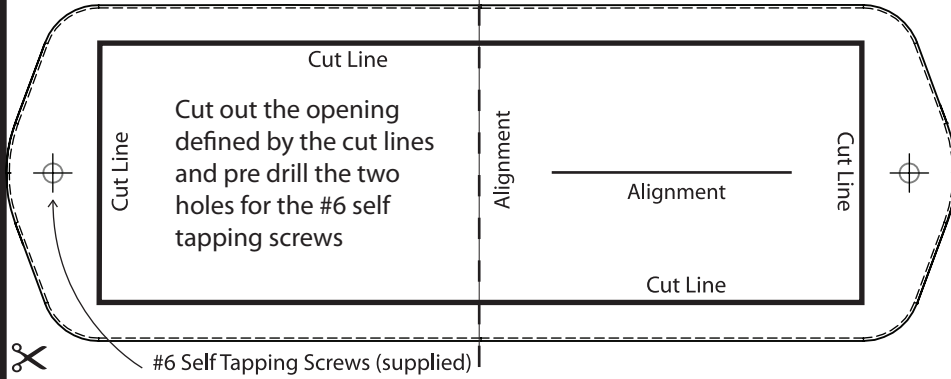 Cut Line
Cut out the opening
defined by the cut lines
and pre drill the two
holes for the #6 self
tapping screws
Cut Line
Alignment
Alignment
Cut Line
Cut Line
#6 Self Tapping Screws (supplied)